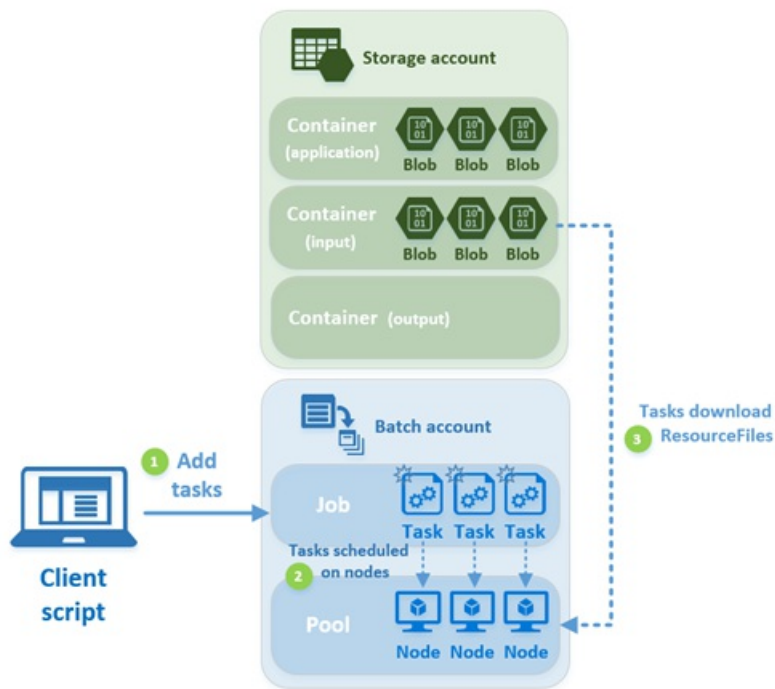 Storage account
Container
(application)
10
01
10
01
10
01
Blob Blob Blob
Container
(input)
10
01
10
01
10
01
Blob Blob Blob
Container (output)
Batch account
Tasks download
3 ResourceFiles
1 Add
tasks
Job
Task Task Task
Tasks scheduled
2 on nodes
Pool
Node Node Node
Client
script